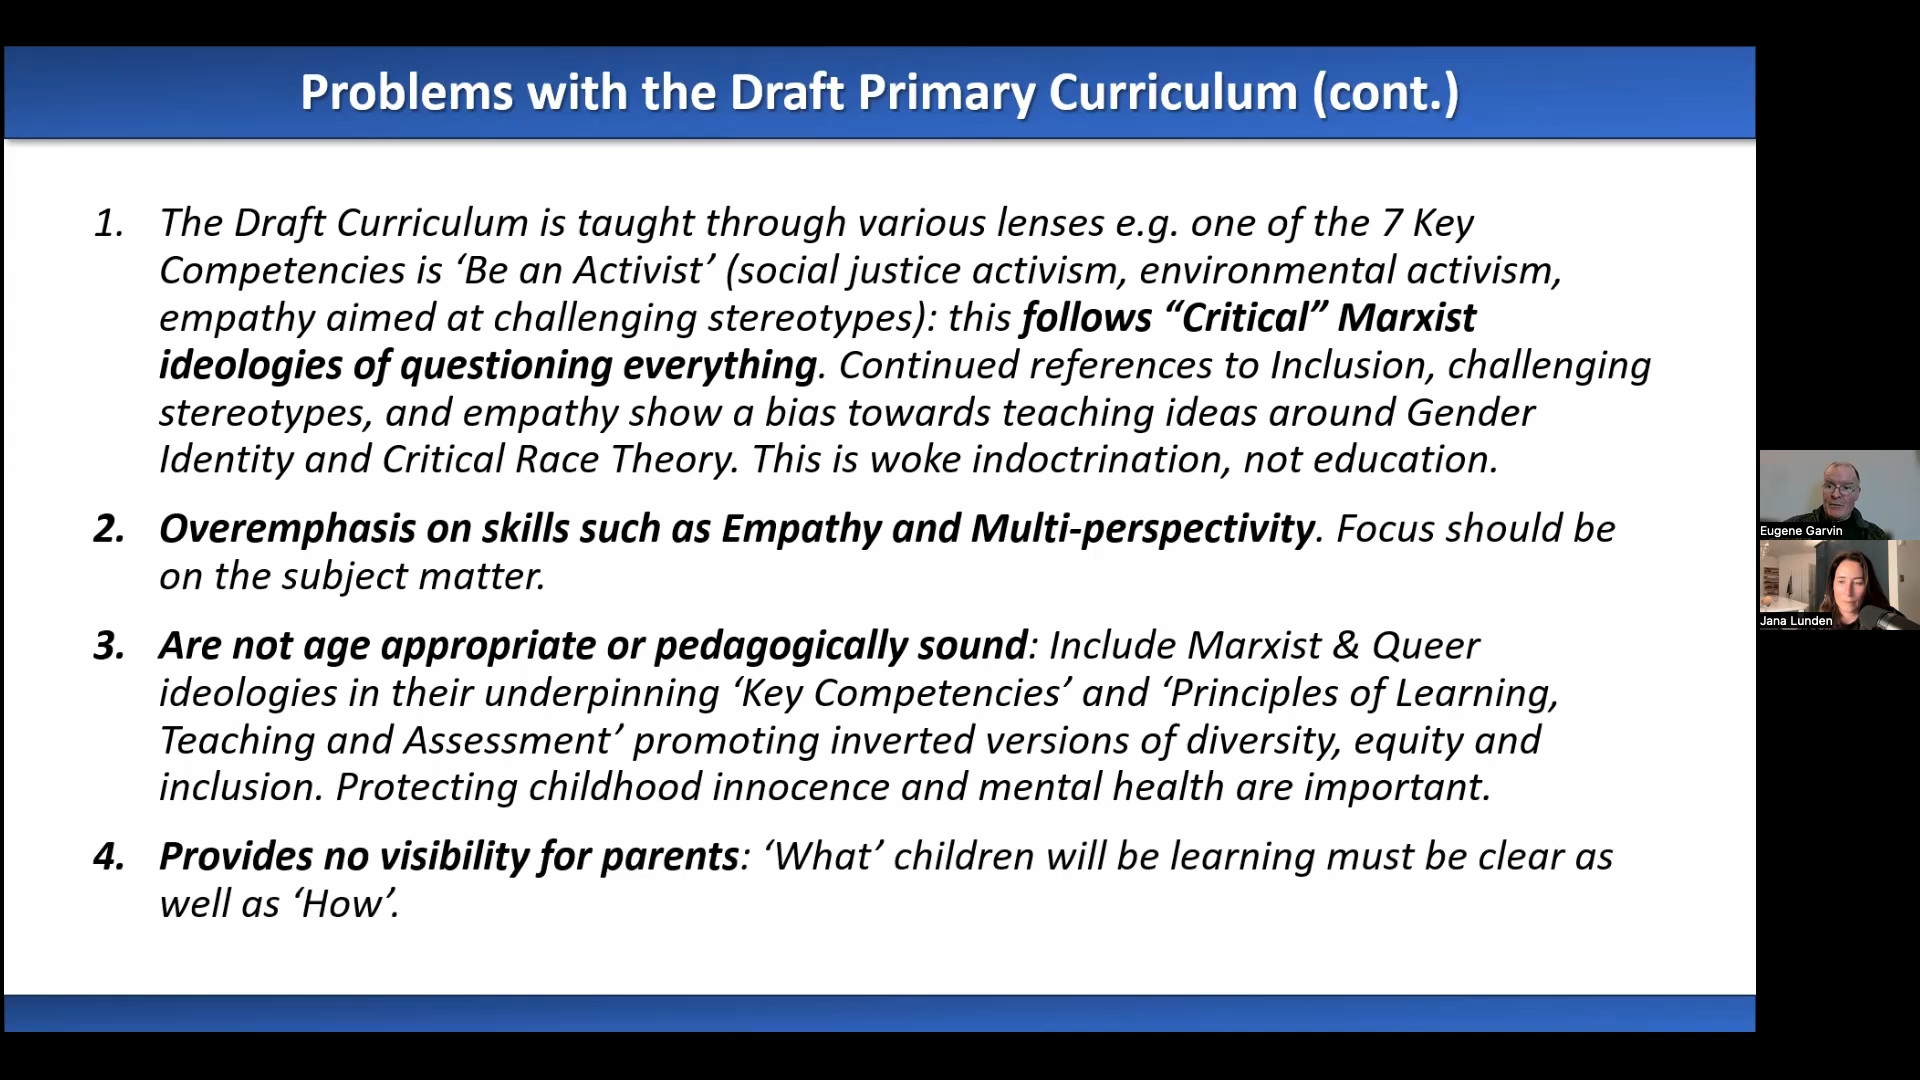 Problems with the Draft Primary Curriculum (cont.)
1. The Draft Curriculum is taught through various lenses e.g. one of the 7 Key
Competencies is ‘Be an Activist’ (social justice activism, environmental activism,
empathy aimed at challenging stereotypes): this follows “Critical” Marxist
ideologies of questioning everything. Continued references to Inclusion, challenging
stereotypes, and empathy show a bias towards teaching ideas around Gender
Identity and Critical Race Theory. This is woke indoctrination, not education.
2. Overemphasis on skills such as Empathy and Multi-perspectivity. Focus should be
on the subject matter.
3. Are not age appropriate or pedagogically sound: Include Marxist & Queer
ideologies in their underpinning ‘Key Competencies’ and ‘Principles of Learning,
Teaching and Assessment’ promoting inverted versions of diversity, equity and
inclusion. Protecting childhood innocence and mental health are important.
4. Provides no visibility for parents: ‘What’ children will be learning must be clear as
well as ‘How’.
Eugene Garvin
Jana Lunden